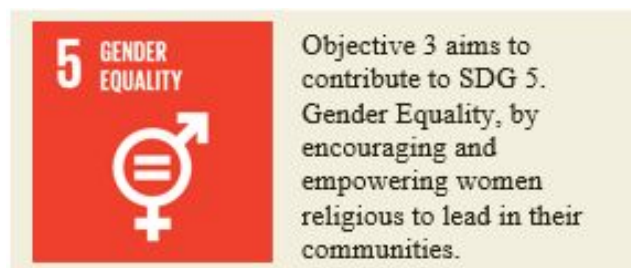 5 GENDER
EQUALITY
Objective 3 aims to
contribute to SDG 5.
Gender Equality, by
encouraging and
empowering women
religious to lead in their
communities.